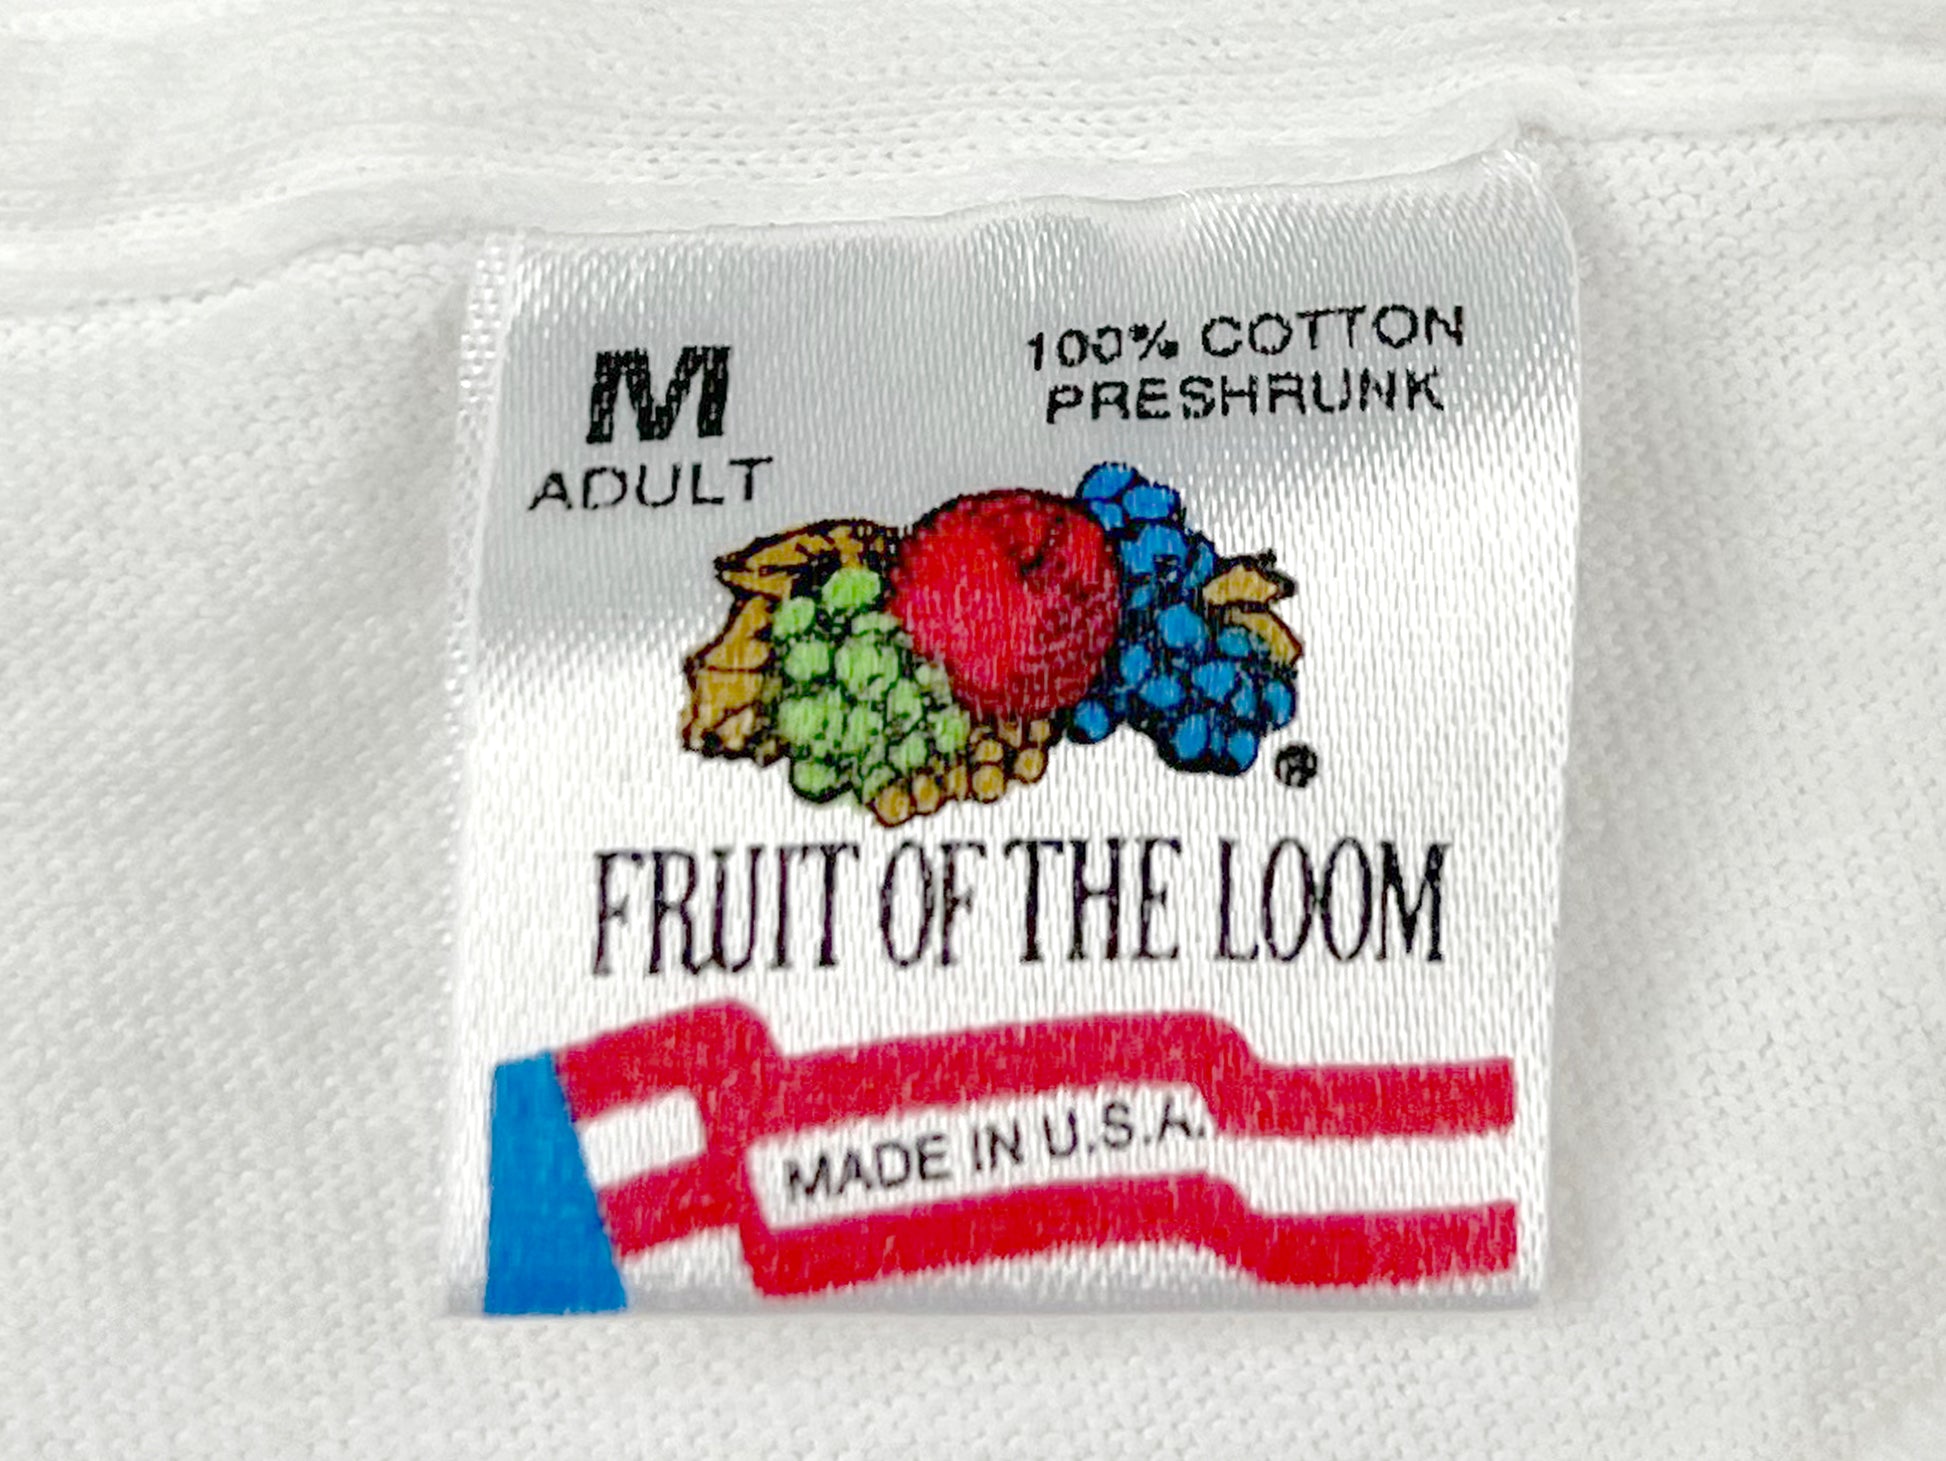 M
ADULT
100% COTTON
PRESHRUNK
®
FRUIT OF THE LOOM
MADE IN U.S.A.